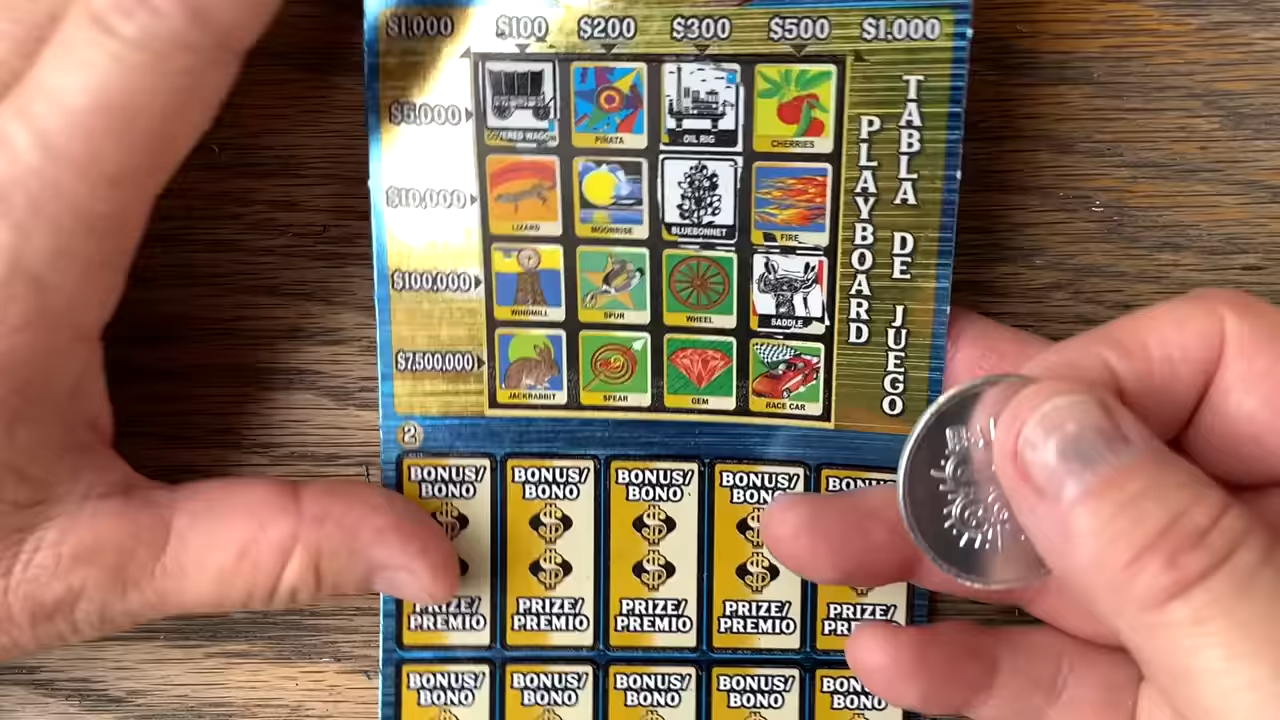 $1,000 $100 $200 $300 $500 $1,000
$5,000
COVERED WAGON PIÑATA OIL RIG CHERRIES
$10,000
LIZARD MOONRISE BLUEBONNET FIRE
$100,000
WINDMILL SPUR WHEEL SADDLE
$7,500,000
JACKRABBIT SPEAR GEM RACE CAR
TABLA DE JUEGO
PLAYBOARD
2
BONUS/ BONUS/ BONUS/ BONUS/
BONO BONO BONO
$ $ $ $
$ $ $
PRIZE/ PRIZE/ PRIZE/ PRIZE/
PREMIO PREMIO PREMIO PREMIO
BONUS/ BONUS/ BONUS/ BONUS/
BONO BONO BONO BONO